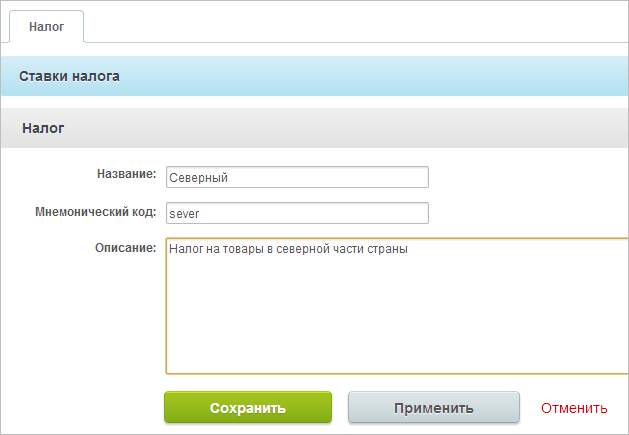 Налог
Ставки налога
Налог
Название: Северный
Мнемонический код: sever
Описание: Налог на товары в северной части страны
Сохранить Применить Отменить